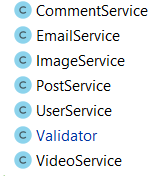 C CommentService
C EmailService
C ImageService
C PostService
C UserService
C Validator
C VideoService